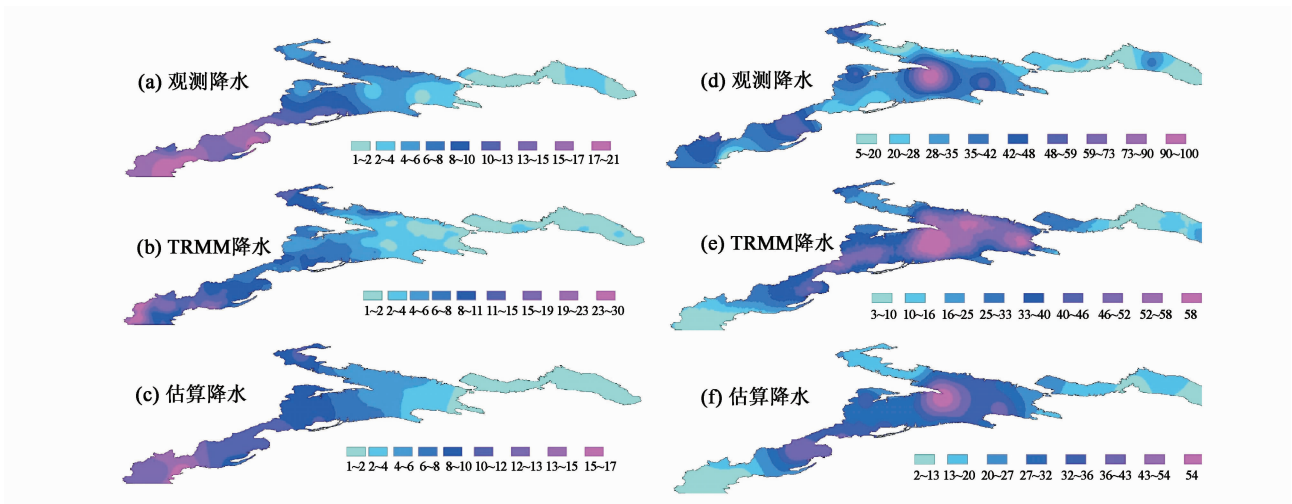 (a) 观测降水
1~2 2~4 4~6 6~8 8~10 10~13 13~15 15~17 17~21
(b) TRMM降水
1~2 2~4 4~6 6~8 8~11 11~15 15~19 19~23 23~30
(c) 估算降水
1~2 2~4 4~6 6~8 8~10 10~12 12~13 13~15 15~17
(d) 观测降水
5~20 20~28 28~35 35~42 42~48 48~59 59~73 73~90 90~100
(e) TRMM降水
3~10 10~16 16~25 25~33 33~40 40~46 46~52 52~58 58
(f) 估算降水
2~13 13~20 20~27 27~32 32~36 36~43 43~54 54